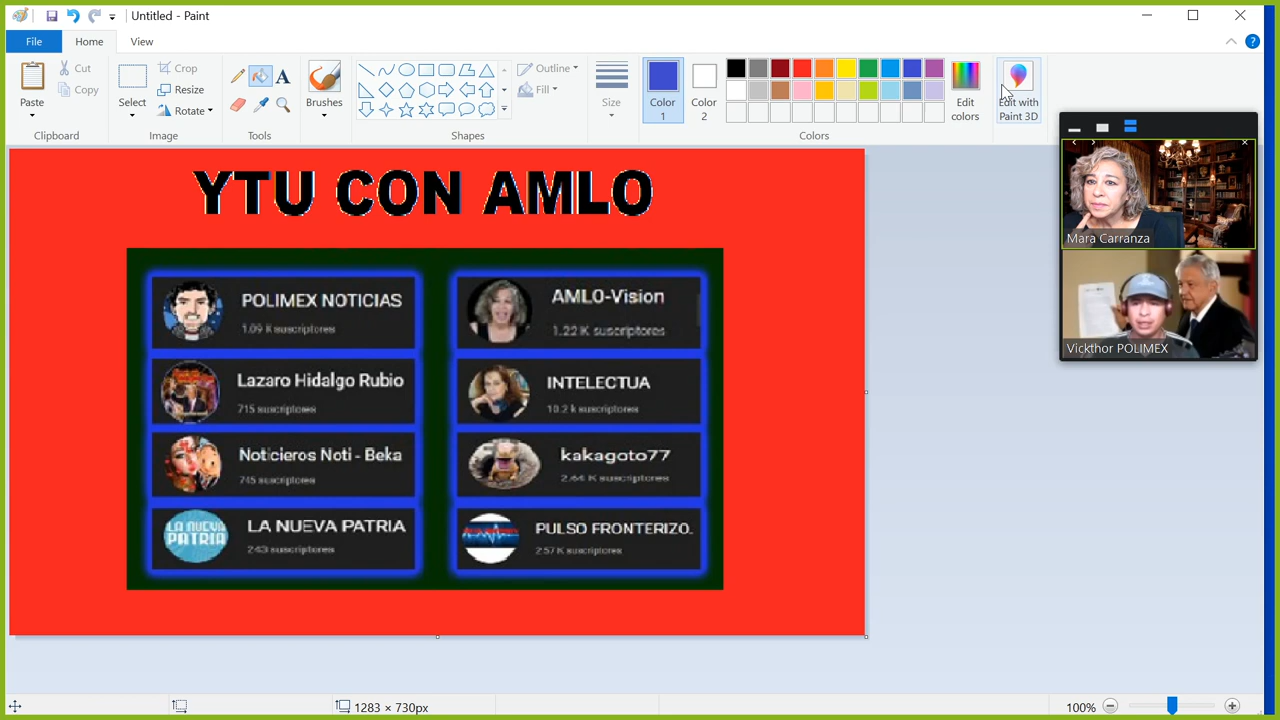 Untitled - Paint
File
Home
View
Paste
Cut
Copy
Clipboard
Select
Crop
Resize
Rotate
Image
A
Tools
Brushes
Outline
Fill
Shapes
Size
Color 1
Color 2
Edit colors
Colors
Edit with Paint 3D
YTU CON AMLO
POLIMEX NOTICIAS
1.09 K suscriptores
AMLO-Vision
1.22 K suscriptores
Lazaro Hidalgo Rubio
715 suscriptores
INTELECTUA
10.2 k suscriptores
Noticieros Noti - Beka
745 suscriptores
kakagoto77
2.64 K suscriptores
LA NUEVA PATRIA
LA NUEVA PATRIA
243 suscriptores
PULSO FRONTERIZO.
2.57 K suscriptores
Mara Carranza
Vickthor POLIMEX
1283 × 730px
100%